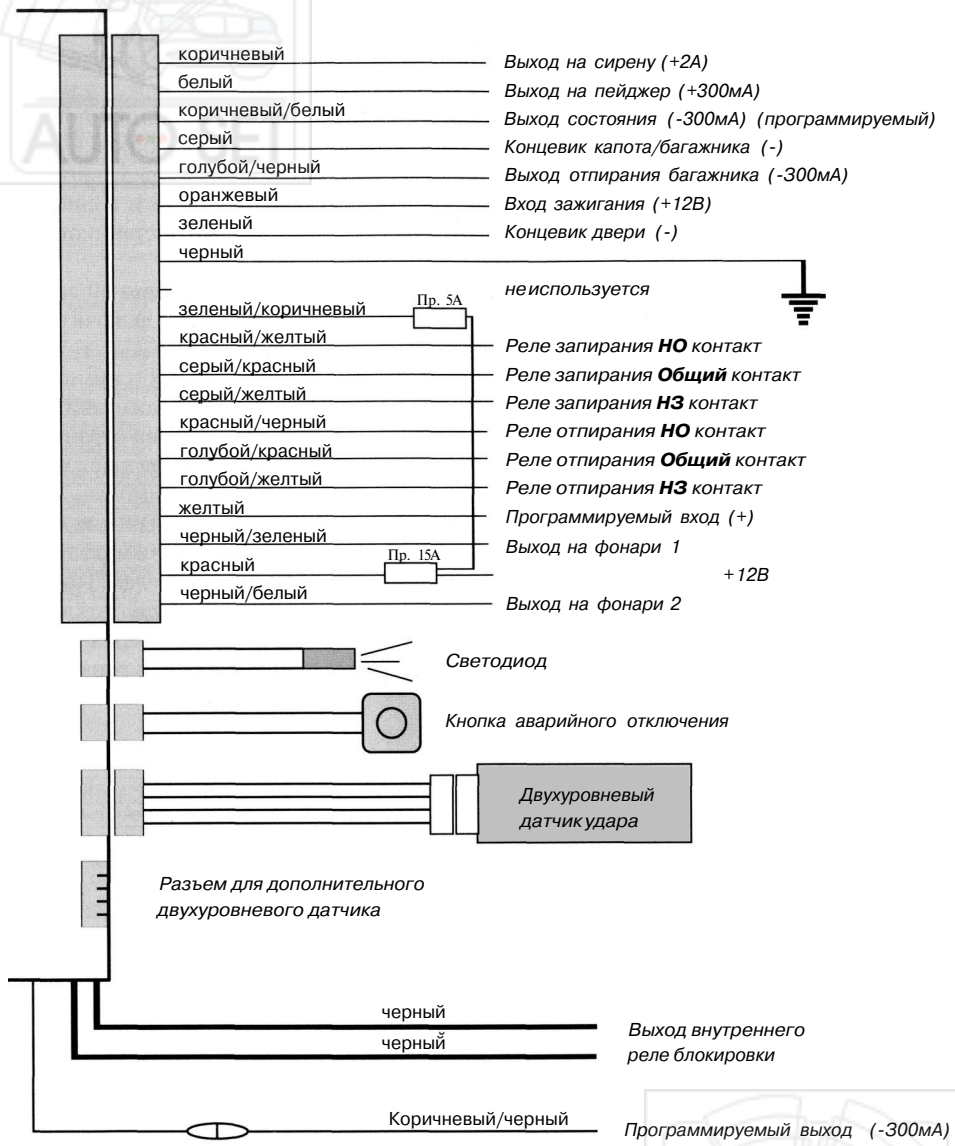 AUTO SET
коричневый Выход на сирену (+2А)
белый Выход на пейджер (+300мА)
коричневый/белый Выход состояния (-300мА) (программируемый)
серый Концевик капота/багажника (-)
голубой/черный Выход отпирания багажника (-300мА)
оранжевый Вход зажигания (+12В)
зеленый Концевик двери (-)
черный
не используется
зеленый/коричневый Пр. 5А
красный/желтый Реле запирания НО контакт
серый/красный Реле запирания Общий контакт
серый/желтый Реле запирания НЗ контакт
красный/черный Реле отпирания НО контакт
голубой/красный Реле отпирания Общий контакт
голубой/желтый Реле отпирания НЗ контакт
желтый Программируемый вход (+)
черный/зеленый Выход на фонари 1
красный Пр. 15А +12В
черный/белый Выход на фонари 2
Светодиод
Кнопка аварийного отключения
Двухуровневый
датчик удара
Разъем для дополнительного
двухуровневого датчика
черный Выход внутреннего
черный реле блокировки
Коричневый/черный Программируемый выход (-300мА)